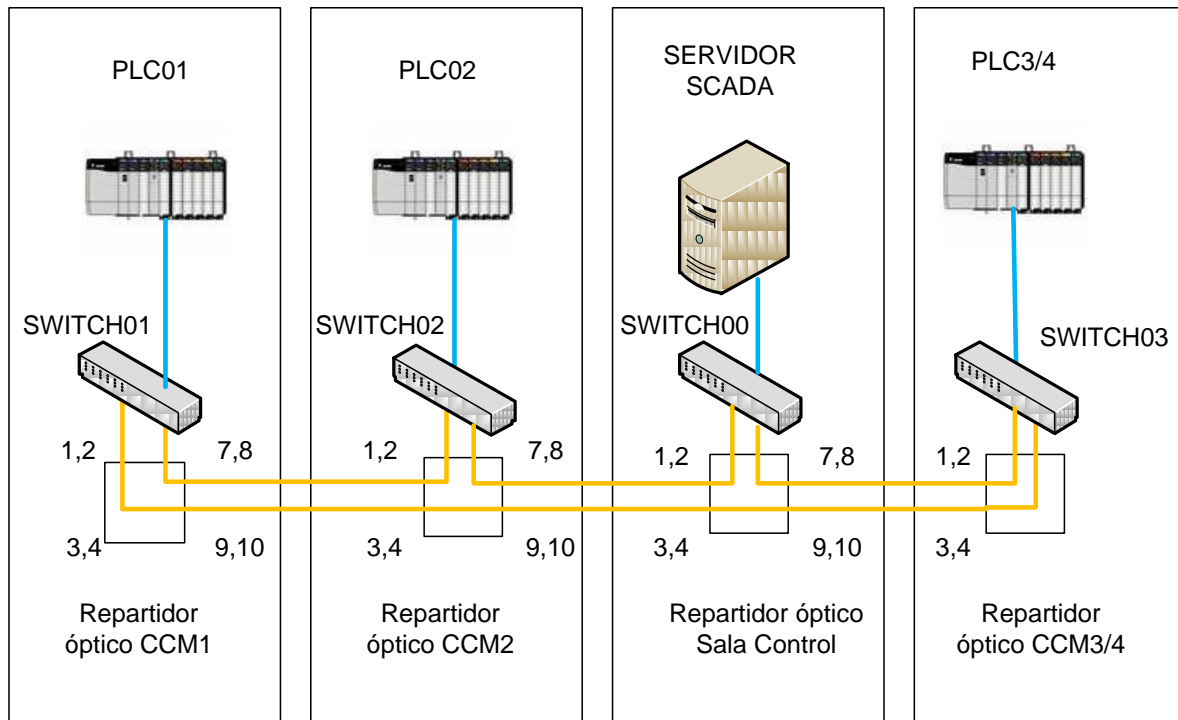 PLC01
PLC02
SERVIDOR
SCADA
PLC3/4
SWITCH01
SWITCH02
SWITCH00
SWITCH03
1,2
7,8
1,2
7,8
1,2
7,8
1,2
3,4
9,10
3,4
9,10
3,4
9,10
3,4
Repartidor
óptico CCM1
Repartidor
óptico CCM2
Repartidor óptico
Sala Control
Repartidor
óptico CCM3/4